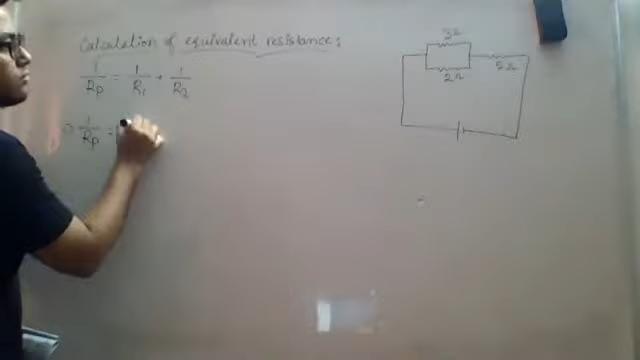 Calculation of equivalent resistance:
1/Rp = 1/R1 + 1/R2
⇒ 1/Rp =
3Ω
2Ω
5Ω